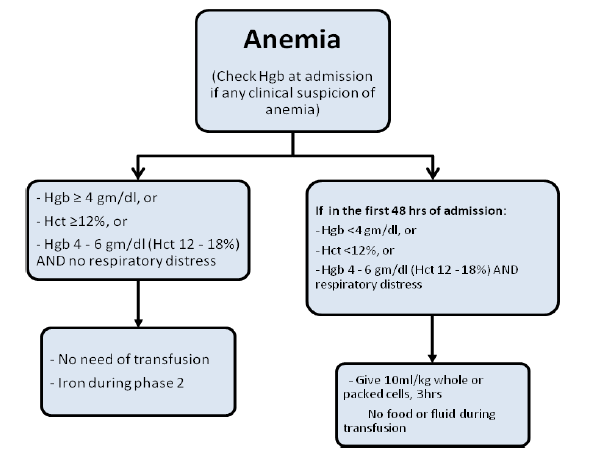 Anemia
(Check Hgb at admission
if any clinical suspicion of
anemia)
- Hgb ≥ 4 gm/dl, or
- Hct ≥12%, or
- Hgb 4 - 6 gm/dl (Hct 12 - 18%)
AND no respiratory distress
If in the first 48 hrs of admission:
-Hgb <4 gm/dl, or
-Hct <12%, or
-Hgb 4 - 6 gm/dl (Hct 12 - 18%) AND
respiratory distress
- No need of transfusion
- Iron during phase 2
- Give 10ml/kg whole or
packed cells, 3hrs
No food or fluid during
transfusion